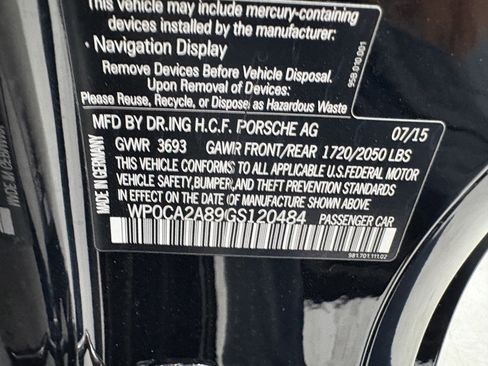 This vehicle may include mercury-containing
devices installed by the manufacturer:
• Navigation Display
Remove Devices Before Vehicle Disposal.
Upon Removal of Devices:
Please Reuse, Recycle, or Dispose as Hazardous Waste
958.010.001
MFD BY DR.ING H.C.F. PORSCHE AG 07/15
GVWR 3693 GAWR FRONT/REAR 1720/2050 LBS
THIS VEHICLE CONFORMS TO ALL APPLICABLE U.S.FEDERAL MOTOR
VEHICLE SAFETY,BUMPER,AND THEFT PREVENTION STANDARDS
IN EFFECT ON THE DATE OF MANUFACTURE SHOWN ABOVE
WP0CA2A89GS120484 PASSENGER CAR
MADE IN GERMANY
981.701.111.02